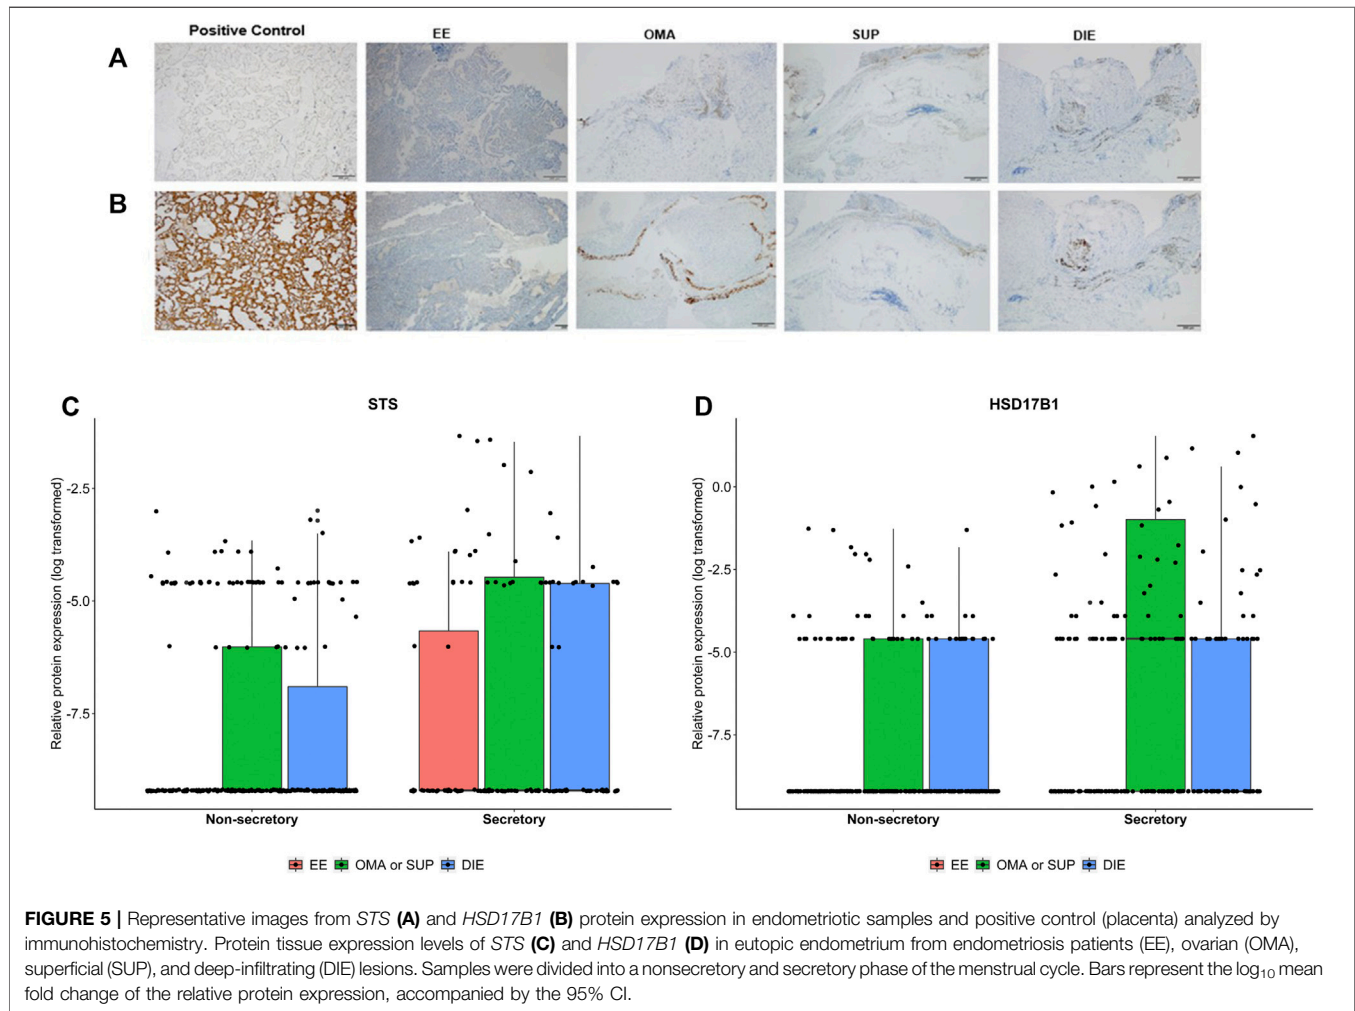 Positive Control
EE
OMA
SUP
DIE
A
B
C
STS
D
HSD17B1
Relative protein expression (log transformed)
-2.5
-5.0
-7.5
Non-secretory
Secretory
EE
OMA or SUP
DIE
Relative protein expression (log transformed)
0.0
-2.5
-5.0
-7.5
Non-secretory
Secretory
EE
OMA or SUP
DIE
FIGURE 5 | Representative images from STS (A) and HSD17B1 (B) protein expression in endometriotic samples and positive control (placenta) analyzed by
immunohistochemistry. Protein tissue expression levels of STS (C) and HSD17B1 (D) in eutopic endometrium from endometriosis patients (EE), ovarian (OMA),
superficial (SUP), and deep-infiltrating (DIE) lesions. Samples were divided into a nonsecretory and secretory phase of the menstrual cycle. Bars represent the log10 mean
fold change of the relative protein expression, accompanied by the 95% CI.